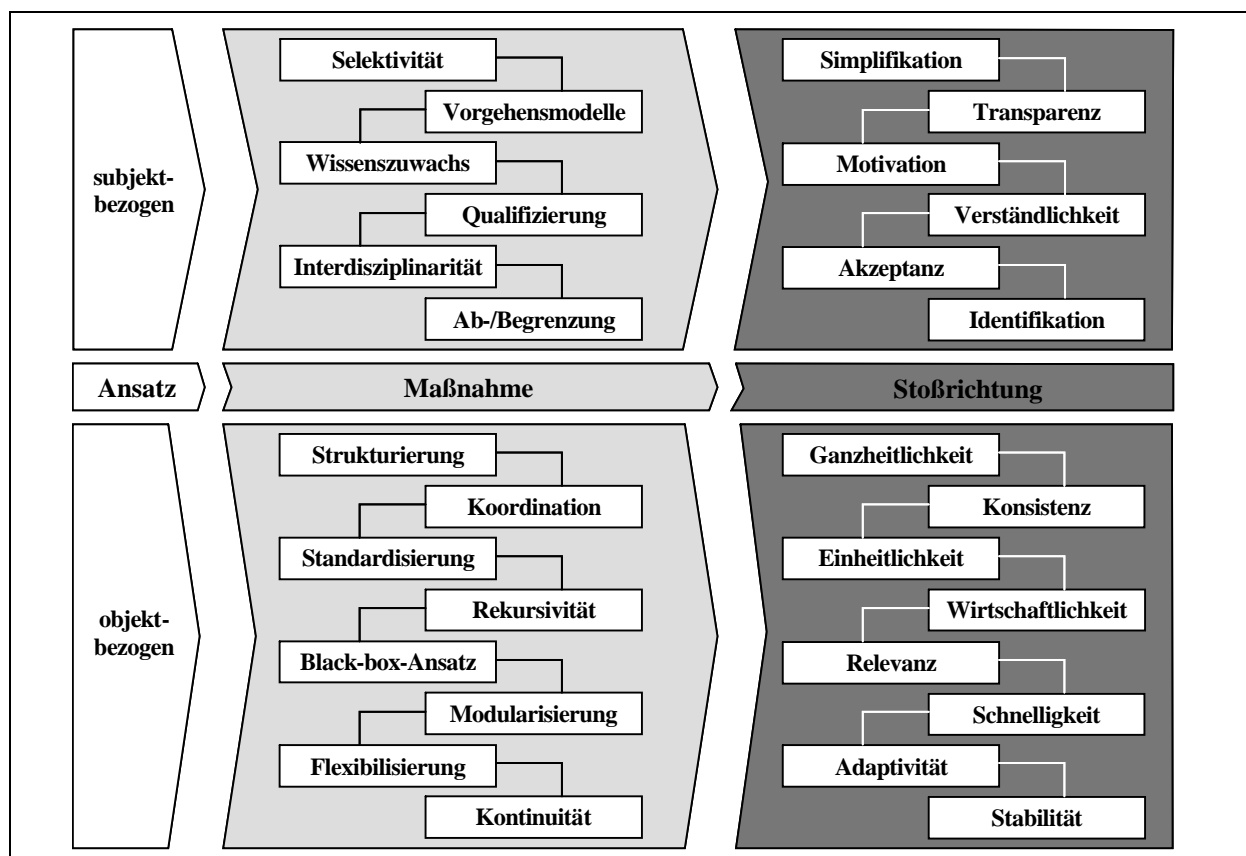 subjekt-
bezogen
Selektivität
Vorgehensmodelle
Wissenszuwachs
Qualifizierung
Interdisziplinarität
Ab-/Begrenzung
Simplifikation
Transparenz
Motivation
Verständlichkeit
Akzeptanz
Identifikation
Ansatz
Maßnahme
Stoßrichtung
objekt-
bezogen
Strukturierung
Koordination
Standardisierung
Rekursivität
Black-box-Ansatz
Modularisierung
Flexibilisierung
Kontinuität
Ganzheitlichkeit
Konsistenz
Einheitlichkeit
Wirtschaftlichkeit
Relevanz
Schnelligkeit
Adaptivität
Stabilität